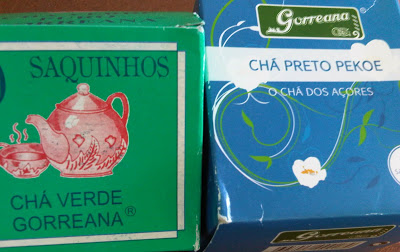 SAQUINHOS
CHÁ VERDE
GORREANA®
Gorreana
CHÁ PRETO PEKOE
O CHÁ DOS AÇORES
Gorreana